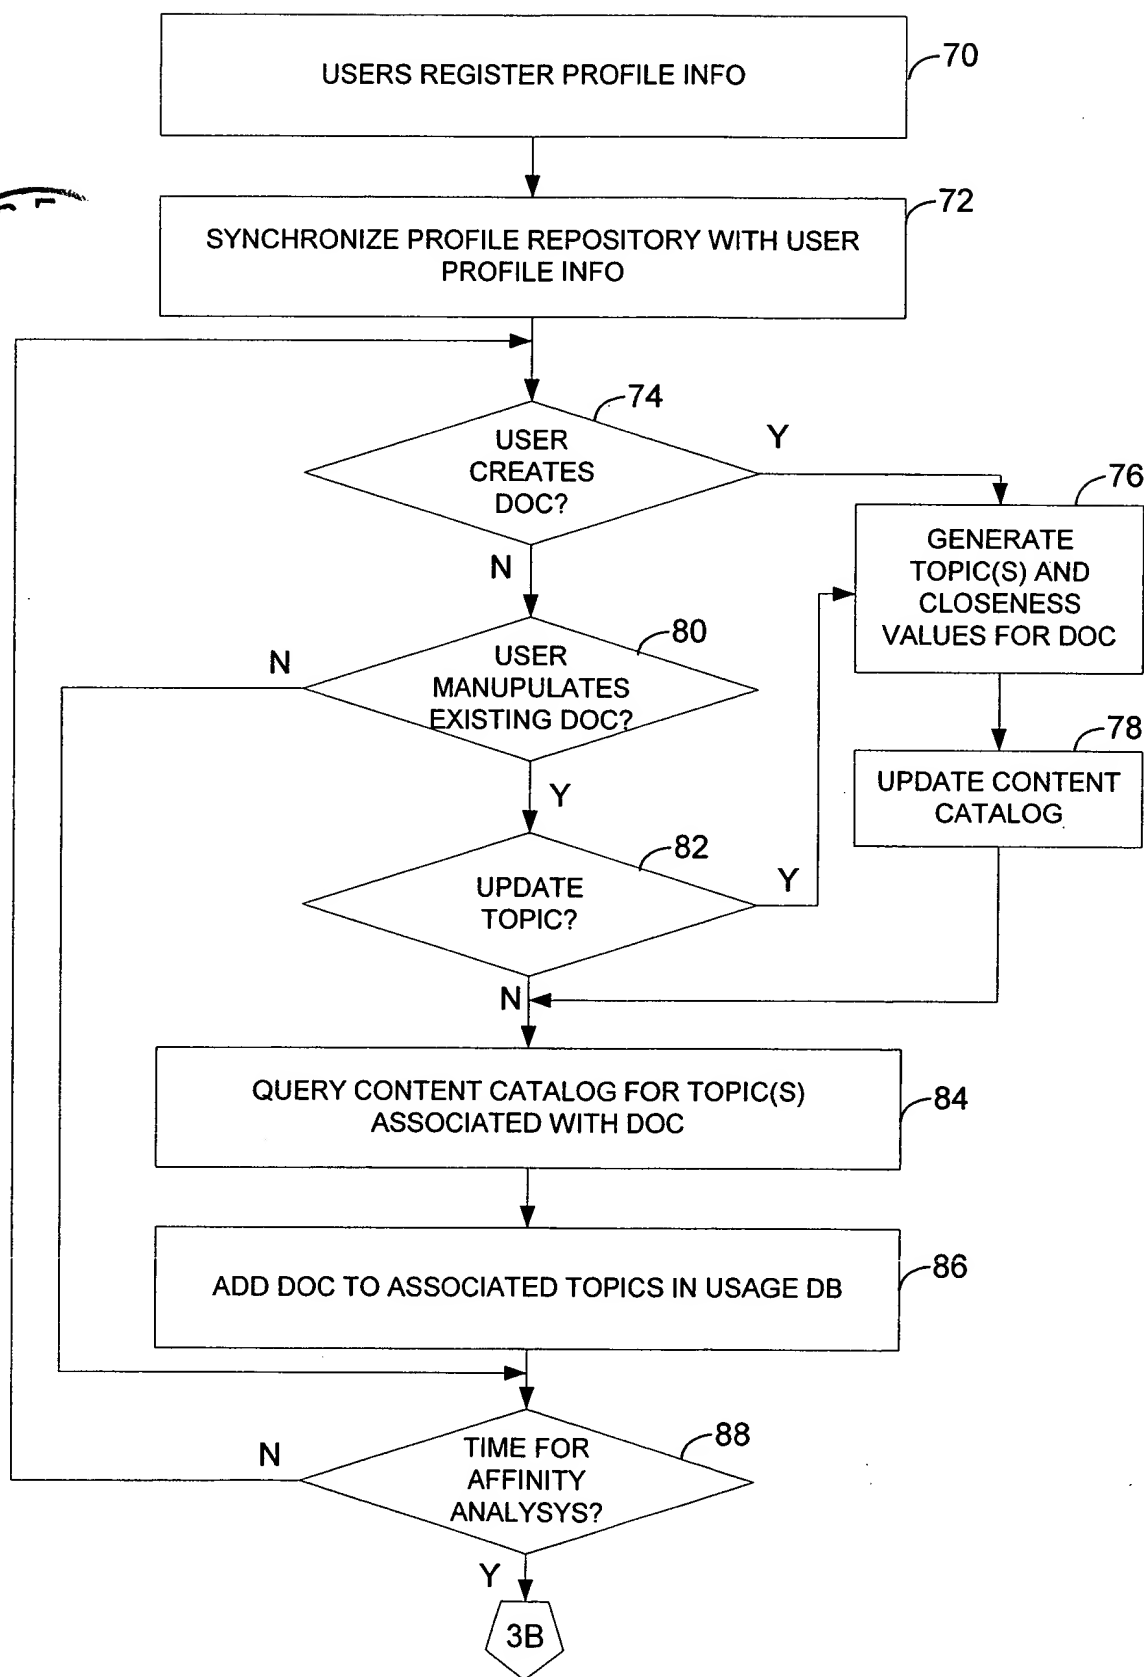 USERS REGISTER PROFILE INFO
70
SYNCHRONIZE PROFILE REPOSITORY WITH USER
PROFILE INFO
72
USER
CREATES
DOC?
74
Y
N
GENERATE
TOPIC(S) AND
CLOSENESS
VALUES FOR DOC
76
USER
MANUPULATES
EXISTING DOC?
80
N
Y
UPDATE CONTENT
CATALOG
78
UPDATE
TOPIC?
82
Y
N
QUERY CONTENT CATALOG FOR TOPIC(S)
ASSOCIATED WITH DOC
84
ADD DOC TO ASSOCIATED TOPICS IN USAGE DB
86
TIME FOR
AFFINITY
ANALYSYS?
88
N
Y
3B